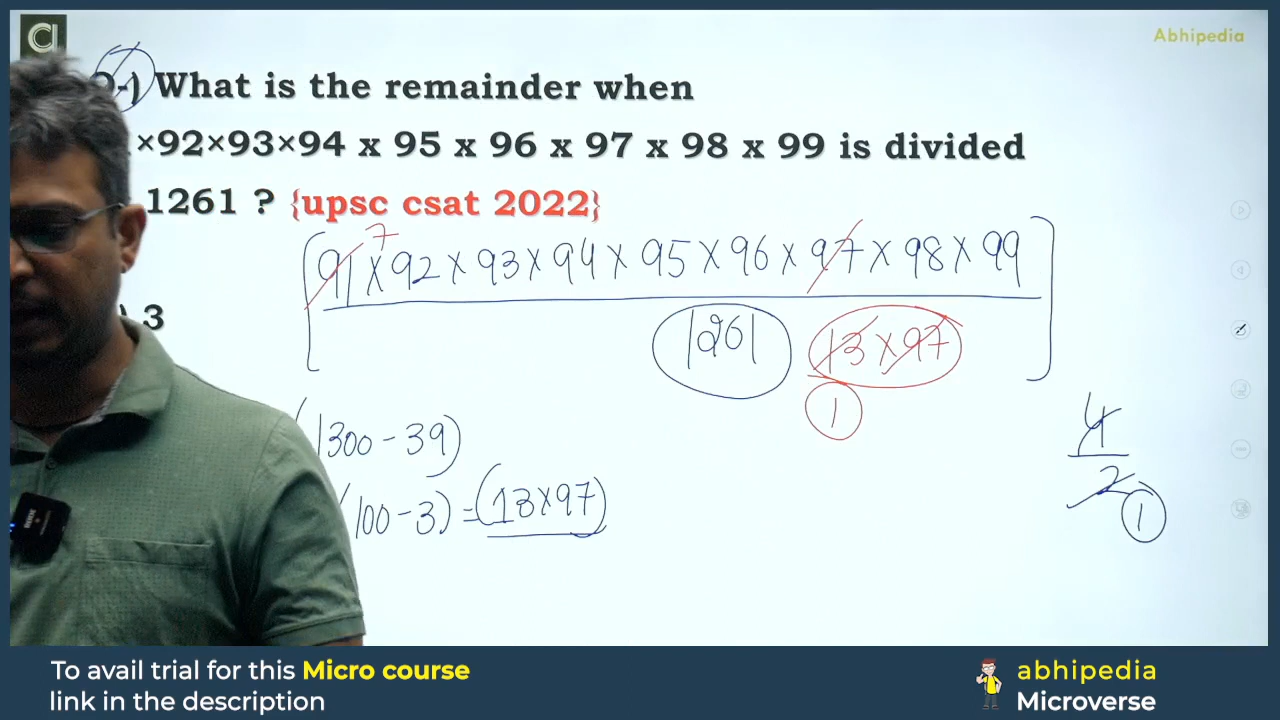 Abhipedia
What is the remainder when
×92×93×94 x 95 x 96 x 97 x 98 x 99 is divided
1261 ? {upsc csat 2022}
7
91 × 92 × 93 × 94 × 95 × 96 × 97 × 98 × 99
1261 13 × 97
1
3
(1300 - 39)
(100 - 3) = (13 × 97)
4
2
1
To avail trial for this Micro course
link in the description
abhipedia
Microverse